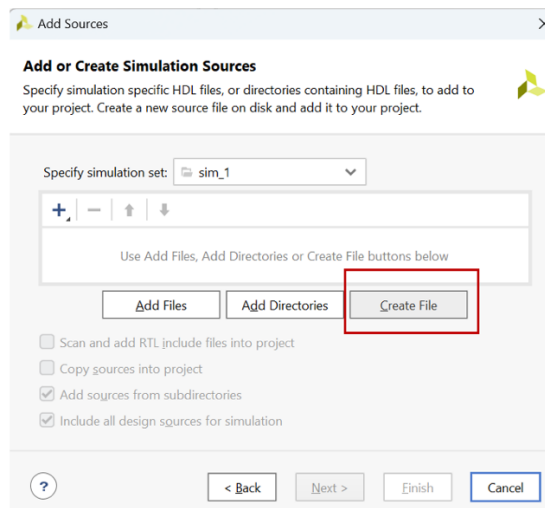 Add Sources
Add or Create Simulation Sources
Specify simulation specific HDL files, or directories containing HDL files, to add to
your project. Create a new source file on disk and add it to your project.
Specify simulation set: sim_1
Use Add Files, Add Directories or Create File buttons below
Add Files Add Directories Create File
Scan and add RTL include files into project
Copy sources into project
Add sources from subdirectories
Include all design sources for simulation
? < Back Next > Finish Cancel